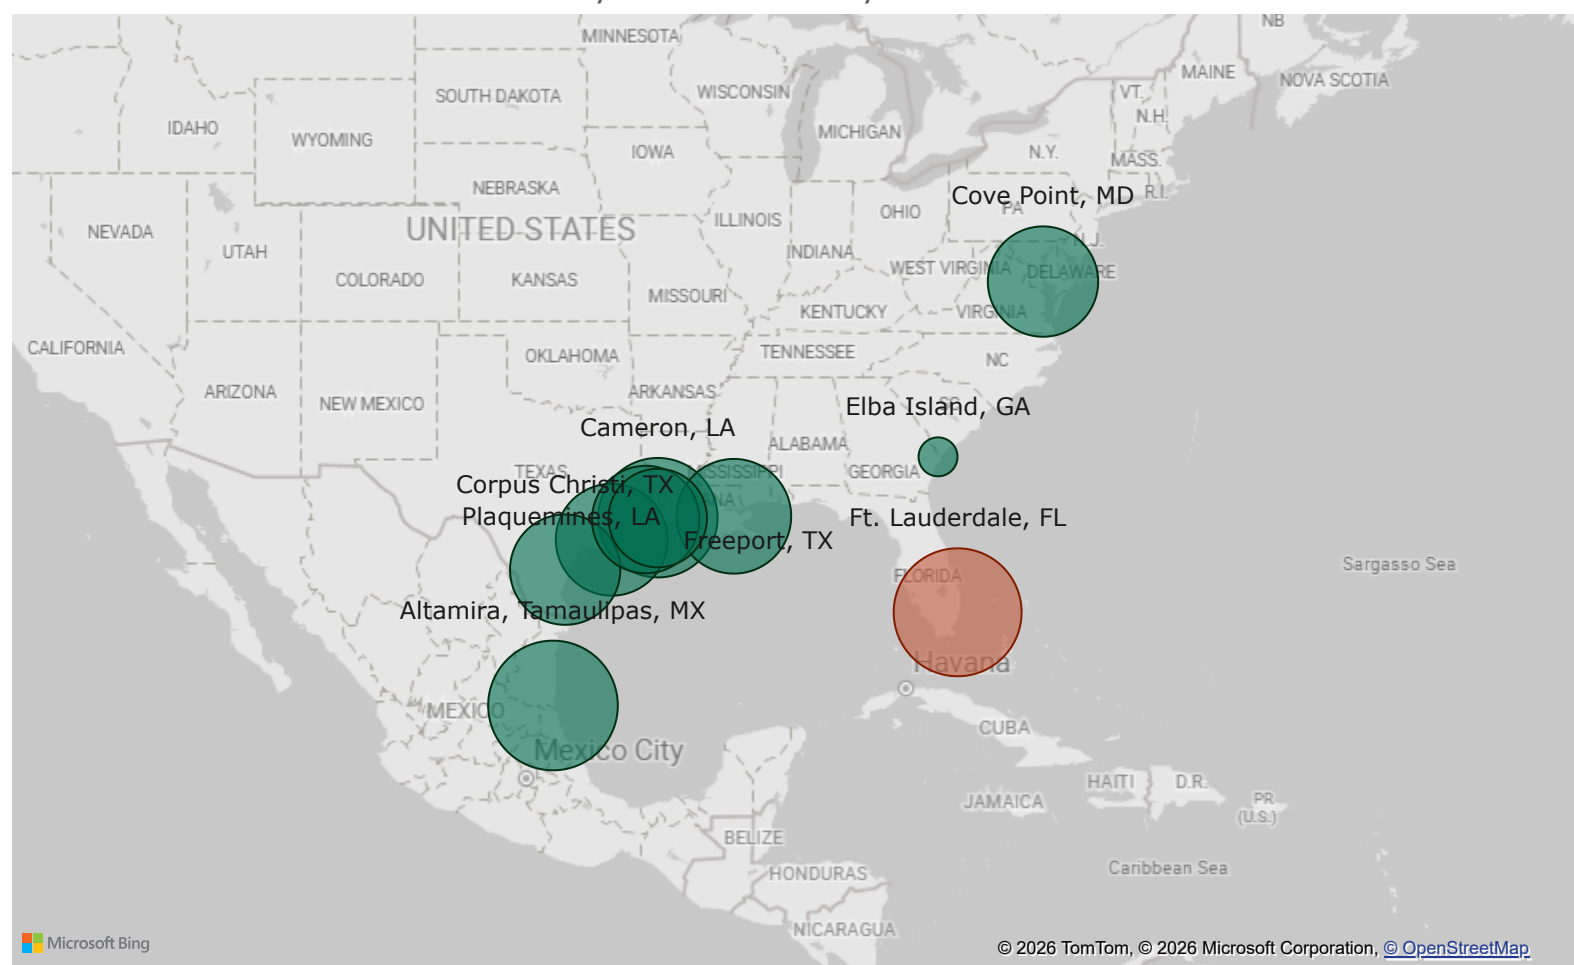 NB
MINNESOTA
MAINE
NOVA SCOTIA
SOUTH DAKOTA
WISCONSIN
VT.
N.H.
IDAHO
WYOMING
MICHIGAN
IOWA
N.Y.
MASS.
NEBRASKA
R.I.
Cove Point, MD
PA
ILLINOIS
OHIO
NEVADA
UNITED STATES
N.J.
UTAH
INDIANA
COLORADO
KANSAS
WEST VIRGINIA
DELAWARE
MISSOURI
KENTUCKY
VIRGINIA
CALIFORNIA
OKLAHOMA
TENNESSEE
NC
ARIZONA
NEW MEXICO
ARKANSAS
Elba Island, GA
SC
Cameron, LA
ALABAMA
TEXAS
MISSISSIPPI
GEORGIA
Corpus Christi, TX
Plaquemines, LA
Ft. Lauderdale, FL
Freeport, TX
FLORIDA
Sargasso Sea
Altamira, Tamaulipas, MX
Havana
MEXICO
CUBA
Mexico City
HAITI
D.R.
JAMAICA
PR
(U.S.)
BELIZE
Caribbean Sea
HONDURAS
NICARAGUA
Microsoft Bing
© 2026 TomTom, © 2026 Microsoft Corporation, © OpenStreetMap